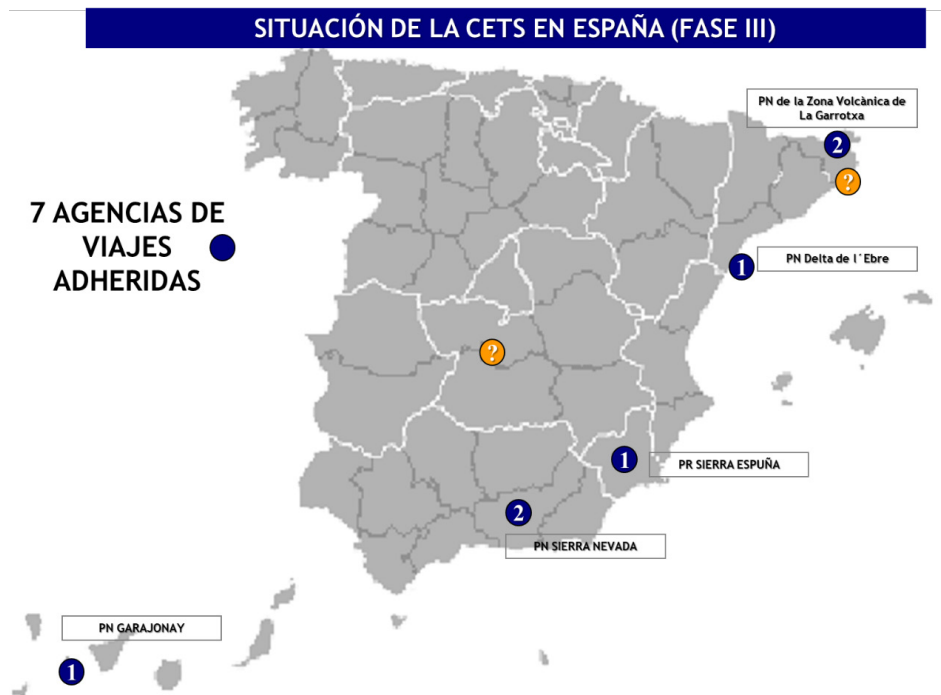 SITUACIÓN DE LA CETS EN ESPAÑA (FASE III)
PN de la Zona Volcànica de
La Garrotxa
2
?
7 AGENCIAS DE
VIAJES
ADHERIDAS
1
PN Delta de l´Ebre
?
1
PR SIERRA ESPUÑA
2
PN SIERRA NEVADA
PN GARAJONAY
1